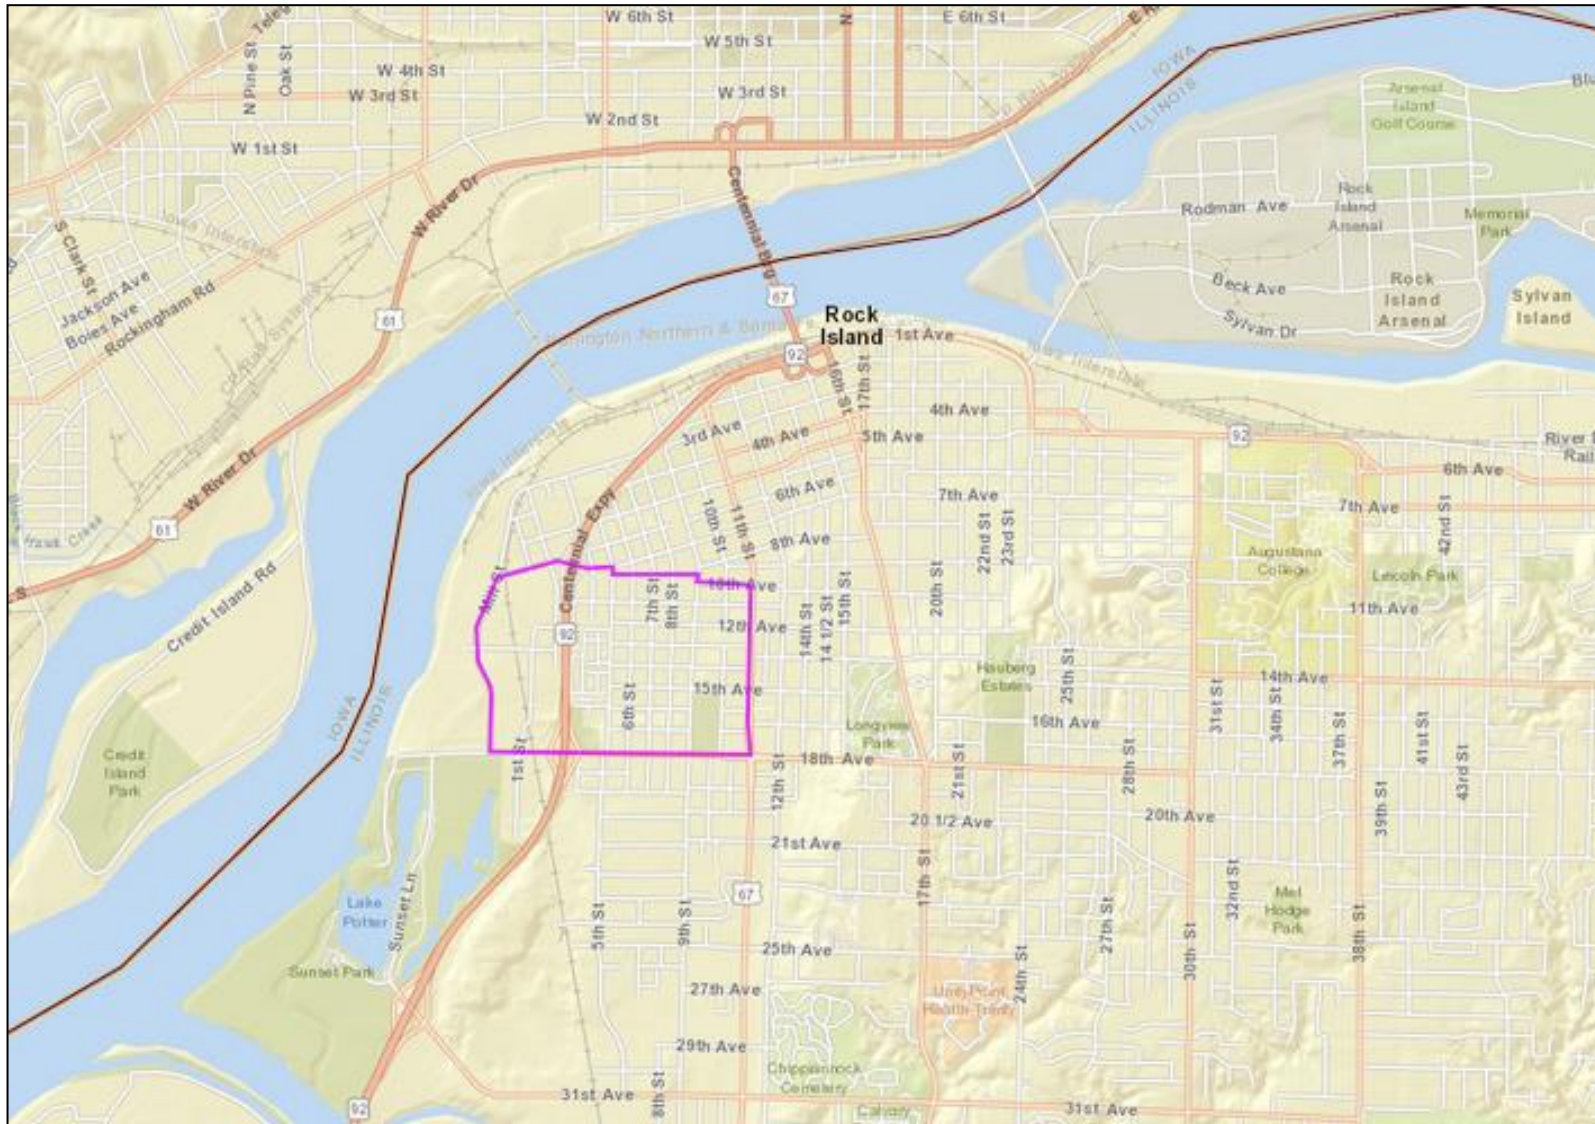 W 6th St
N
E 6th St
W 5th St
N Pine St
Oak St
W 4th St
W 3rd St
W 3rd St
W 2nd St
W 1st St
IOWA
ILLINOIS
Arsenal
Island
Golf Course
Centennial Brg
W River Dr
Iowa Interstate
S Clark St
Jackson Ave
Boies Ave
Rockingham Rd
Rodman Ave
Rock
Island
Arsenal
Memorial
Park
Beck Ave
Sylvan Dr
Rock
Island
Arsenal
Sylvan
Island
67
61
Rock
Island
92
1st Ave
Iowa Interstate
16th St
17th St
3rd Ave
4th Ave
4th Ave
5th Ave
92
6th Ave
W River Dr
61
Iowa Interstate
Centennial Expy
6th Ave
7th Ave
7th Ave
10th St
11th St
8th Ave
22nd St
23rd St
42nd St
Augustana
College
Lincoln Park
Credit Island Rd
Mill St
10th Ave
7th St
8th St
12th Ave
14th St
14 1/2 St
15th St
20th St
11th Ave
92
Hauberg
Estates
25th St
14th Ave
15th Ave
6th St
IOWA
ILLINOIS
Longview
Park
16th Ave
31st St
34th St
37th St
41st St
43rd St
Credit
Island
Park
1st St
18th Ave
12th St
21st St
28th St
39th St
20 1/2 Ave
20th Ave
21st Ave
67
17th St
32nd St
Mel
Hodge
Park
Lake
Potter
Sunset Ln
5th St
9th St
25th Ave
27th St
30th St
38th St
Sunset Park
24th St
27th Ave
UnityPoint
Health-Trinity
29th Ave
Chippiannock
Cemetery
31st Ave
8th St
92
Calvary
31st Ave